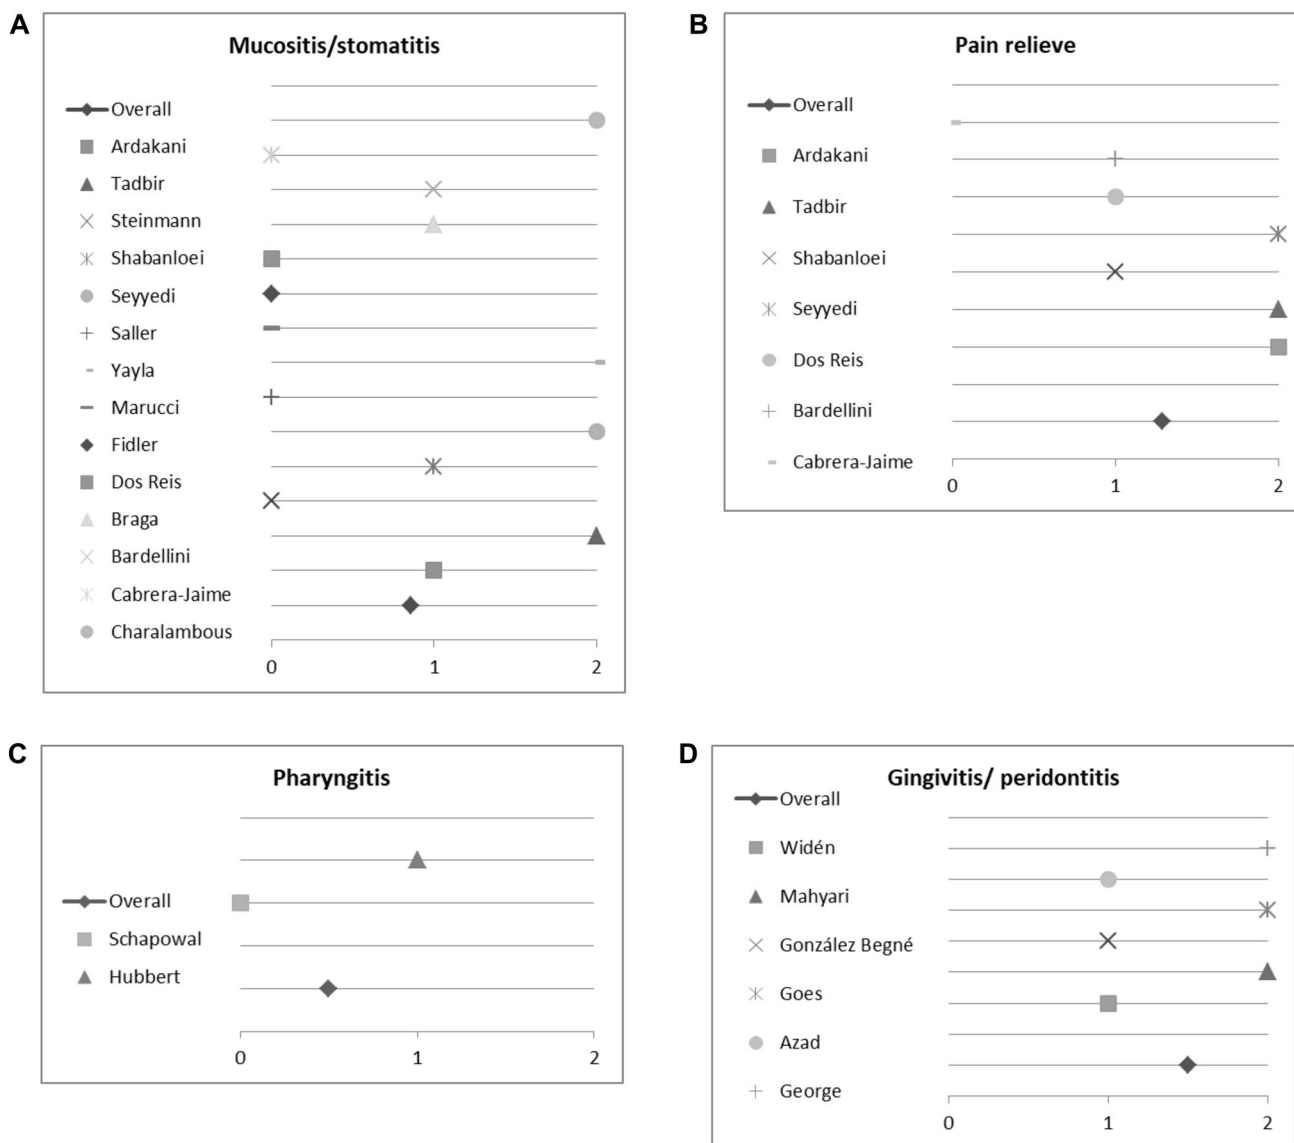 A
Mucositis/stomatitis
Overall
Ardakani
Tadbir
Steinmann
Shabanloei
Seyyedi
Saller
Yayla
Marucci
Fidler
Dos Reis
Braga
Bardellini
Cabrera-Jaime
Charalambous
0 1 2
B
Pain relieve
Overall
Ardakani
Tadbir
Shabanloei
Seyyedi
Dos Reis
Bardellini
Cabrera-Jaime
0 1 2
C
Pharyngitis
Overall
Schapowal
Hubbert
0 1 2
D
Gingivitis/ peridontitis
Overall
Widén
Mahyari
González Begné
Goes
Azad
George
0 1 2